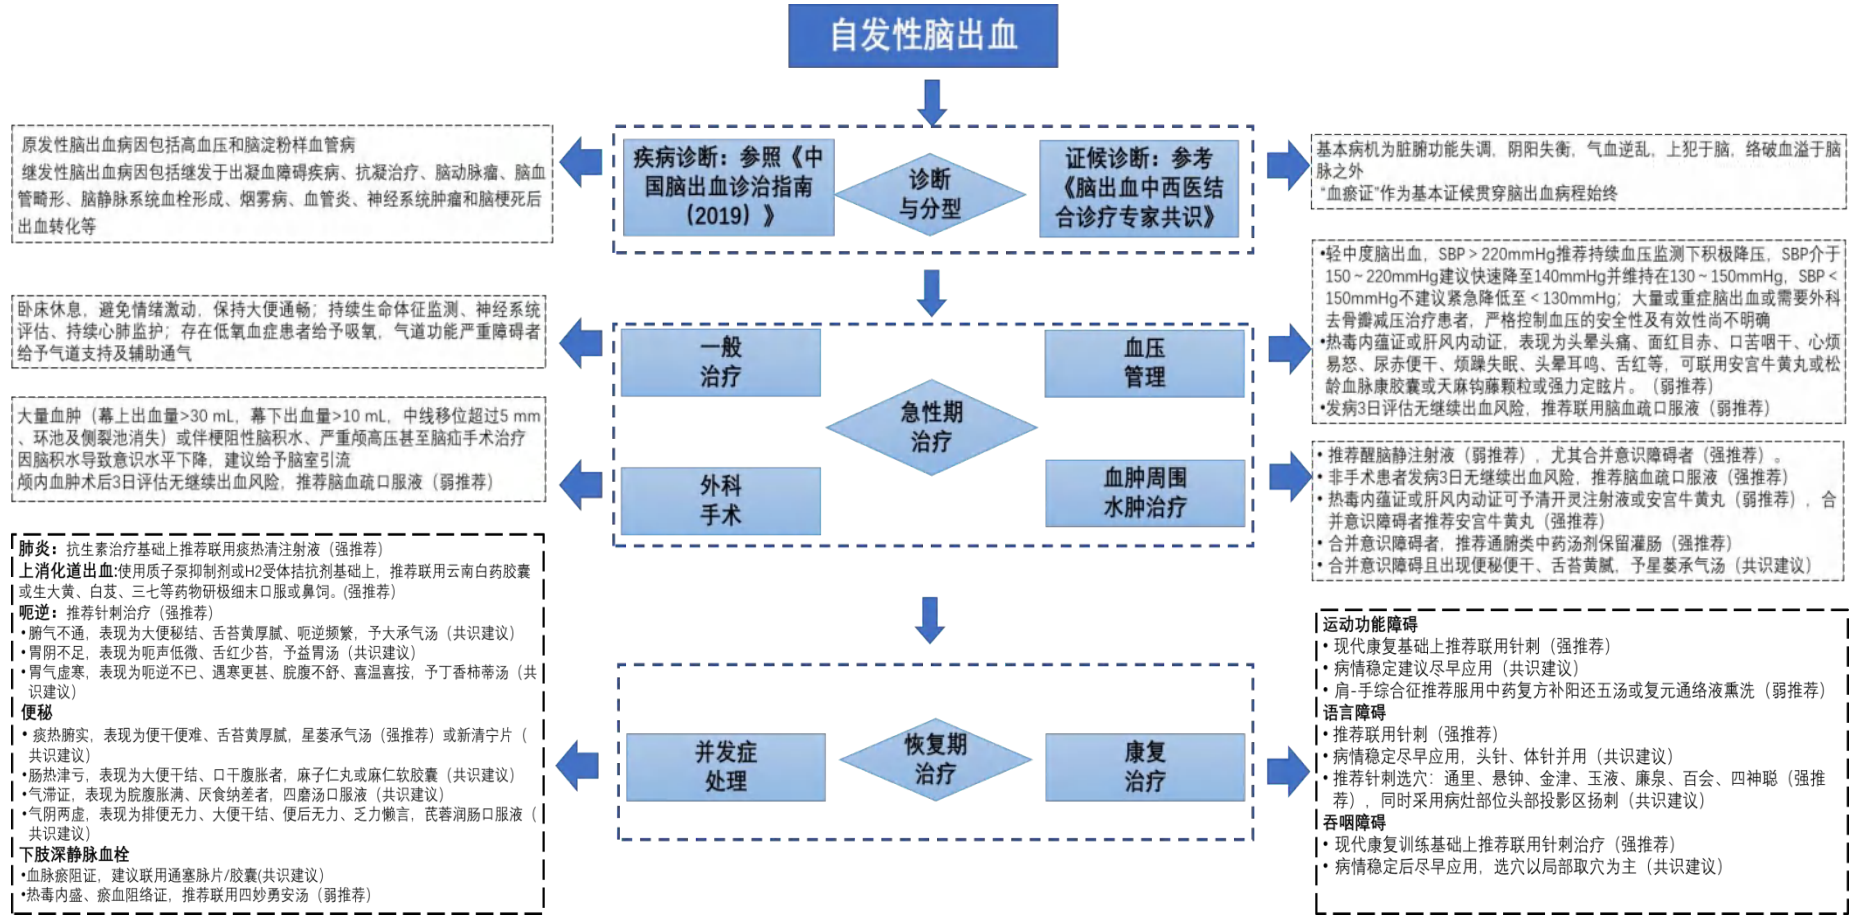 自发性脑出血
原发性脑出血病因包括高血压和脑淀粉样血管病
继发性脑出血病因包括继发于出凝血障碍疾病、抗凝治疗、脑动脉瘤、脑血
管畸形、脑静脉系统血栓形成、烟雾病、血管炎、神经系统肿瘤和脑梗死后
出血转化等
疾病诊断：参照《中
国脑出血诊治指南
（2019）》
诊断
与分型
证候诊断：参考
《脑出血中西医结
合诊疗专家共识》
基本病机为脏腑功能失调，阴阳失衡，气血逆乱，上犯于脑，络破血溢于脑
脉之外
“血瘀证”作为基本证候贯穿脑出血病程始终
卧床休息，避免情绪激动，保持大便通畅；持续生命体征监测、神经系统
评估、持续心肺监护；存在低氧血症患者给予吸氧，气道功能严重障碍者
给予气道支持及辅助通气
大量血肿（幕上出血量>30 mL，幕下出血量>10 mL，中线移位超过5 mm
、环池及侧裂池消失）或伴梗阻性脑积水、严重颅高压甚至脑疝手术治疗
因脑积水导致意识水平下降，建议给予脑室引流
颅内血肿术后3日评估无继续出血风险，推荐脑血疏口服液（弱推荐）
一般
治疗
血压
管理
急性期
治疗
外科
手术
血肿周围
水肿治疗
•轻中度脑出血，SBP＞220mmHg推荐持续血压监测下积极降压，SBP介于
150～220mmHg建议快速降至140mmHg并维持在130～150mmHg，SBP＜
150mmHg不建议紧急降低至＜130mmHg；大量或重症脑出血或需要外科
去骨瓣减压治疗患者，严格控制血压的安全性及有效性尚不明确
•热毒内蕴证或肝风内动证，表现为头晕头痛、面红目赤、口苦咽干、心烦
易怒、尿赤便干、烦躁失眠、头晕耳鸣、舌红等，可联用安宫牛黄丸或松
龄血脉康胶囊或天麻钩藤颗粒或强力定眩片。（弱推荐）
•发病3日评估无继续出血风险，推荐联用脑血疏口服液（弱推荐）
• 推荐醒脑静注射液（弱推荐），尤其合并意识障碍者（强推荐）。
• 非手术患者发病3日无继续出血风险，推荐脑血疏口服液（强推荐）
• 热毒内蕴证或肝风内动证可予清开灵注射液或安宫牛黄丸（弱推荐），合
并意识障碍者推荐安宫牛黄丸（强推荐）
• 合并意识障碍者，推荐通腑类中药汤剂保留灌肠（强推荐）
• 合并意识障碍且出现便秘便干、舌苔黄腻，予星蒌承气汤（共识建议）
肺炎：抗生素治疗基础上推荐联用痰热清注射液（强推荐）
上消化道出血:使用质子泵抑制剂或H2受体拮抗剂基础上，推荐联用云南白药胶囊
或生大黄、白芨、三七等药物研极细末口服或鼻饲。(强推荐）
呃逆：推荐针刺治疗（强推荐）
•腑气不通，表现为大便秘结、舌苔黄厚腻、呃逆频繁，予大承气汤（共识建议）
•胃阴不足，表现为呃声低微、舌红少苔，予益胃汤（共识建议）
•胃气虚寒，表现为呃逆不已、遇寒更甚、脘腹不舒、喜温喜按，予丁香柿蒂汤（共
识建议）
便秘
• 痰热腑实，表现为便干便难、舌苔黄厚腻，星蒌承气汤（强推荐）或新清宁片（
共识建议）
•肠热津亏，表现为大便干结、口干腹胀者，麻子仁丸或麻仁软胶囊（共识建议）
•气滞证，表现为脘腹胀满、厌食纳差者，四磨汤口服液（共识建议）
•气阴两虚，表现为排便无力、大便干结、便后无力、乏力懒言，芪蓉润肠口服液（
共识建议）
下肢深静脉血栓
•血脉瘀阻证，建议联用通塞脉片/胶囊(共识建议）
•热毒内盛、瘀血阻络证，推荐联用四妙勇安汤（弱推荐）
并发症
处理
恢复期
治疗
康复
治疗
运动功能障碍
• 现代康复基础上推荐联用针刺（强推荐）
• 病情稳定建议尽早应用（共识建议）
• 肩-手综合征推荐服用中药复方补阳还五汤或复元通络液熏洗（弱推荐）
语言障碍
• 推荐联用针刺（强推荐）
• 病情稳定尽早应用，头针、体针并用（共识建议）
• 推荐针刺选穴：通里、悬钟、金津、玉液、廉泉、百会、四神聪（强推
荐），同时采用病灶部位头部投影区扬刺（共识建议）
吞咽障碍
• 现代康复训练基础上推荐联用针刺治疗（强推荐）
• 病情稳定后尽早应用，选穴以局部取穴为主（共识建议）